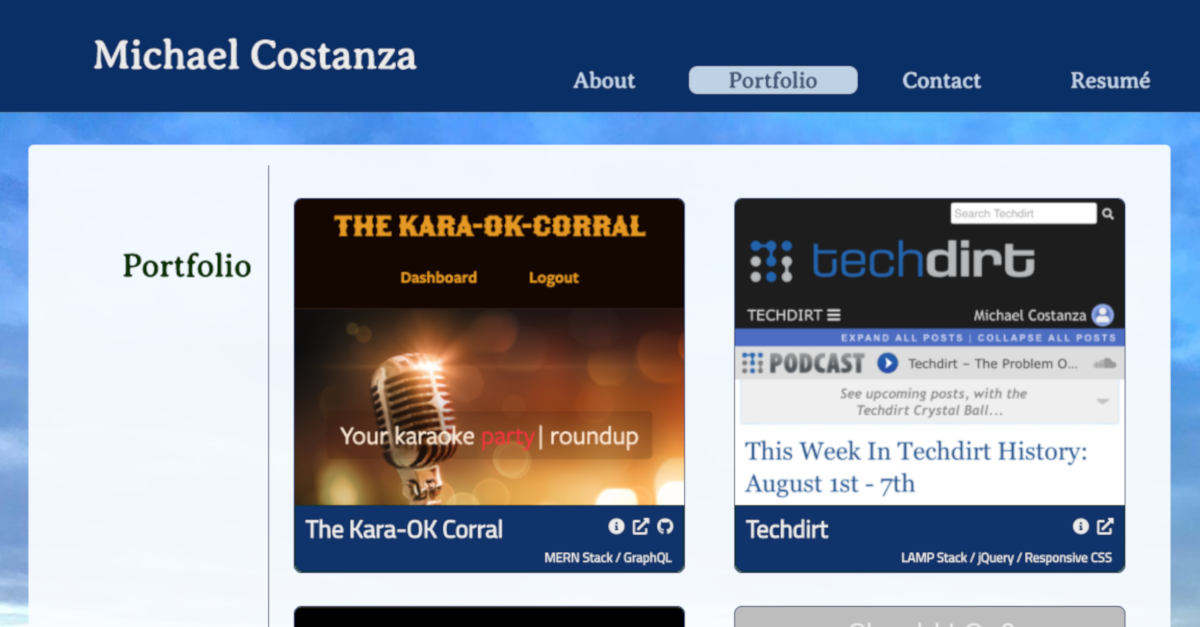 Michael Costanza
About Portfolio Contact Resumé
Portfolio
THE KARA-OK-CORRAL
Dashboard Logout
Your karaoke party| roundup
The Kara-OK Corral
MERN Stack / GraphQL
Search Techdirt
techdirt
TECHDIRT Michael Costanza
EXPAND ALL POSTS | COLLAPSE ALL POSTS
PODCAST Techdirt - The Problem O...
See upcoming posts, with the
Techdirt Crystal Ball...
This Week In Techdirt History:
August 1st - 7th
Techdirt
LAMP Stack / jQuery / Responsive CSS